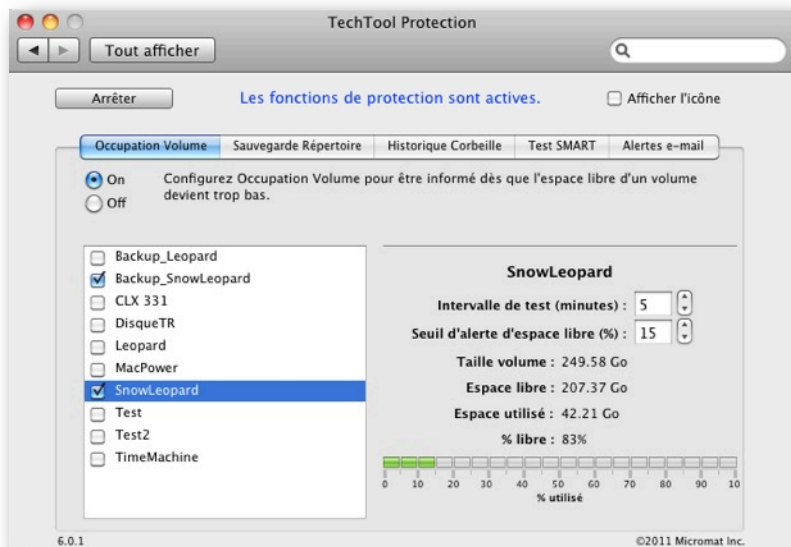 TechTool Protection
Tout afficher
Arrêter
Les fonctions de protection sont actives.
Afficher l'icône
Occupation Volume
Sauvegarde Répertoire
Historique Corbeille
Test SMART
Alertes e-mail
On
Off
Configurez Occupation Volume pour être informé dès que l'espace libre d'un volume
devient trop bas.
Backup_Leopard
Backup_SnowLeopard
CLX 331
DisqueTR
Leopard
MacPower
SnowLeopard
Test
Test2
TimeMachine
SnowLeopard
Intervalle de test (minutes) : 5
Seuil d'alerte d'espace libre (%) : 15
Taille volume : 249.58 Go
Espace libre : 207.37 Go
Espace utilisé : 42.21 Go
% libre : 83%
0 10 20 30 40 50 60 70 80 90 10
% utilisé
6.0.1
©2011 Micromat Inc.